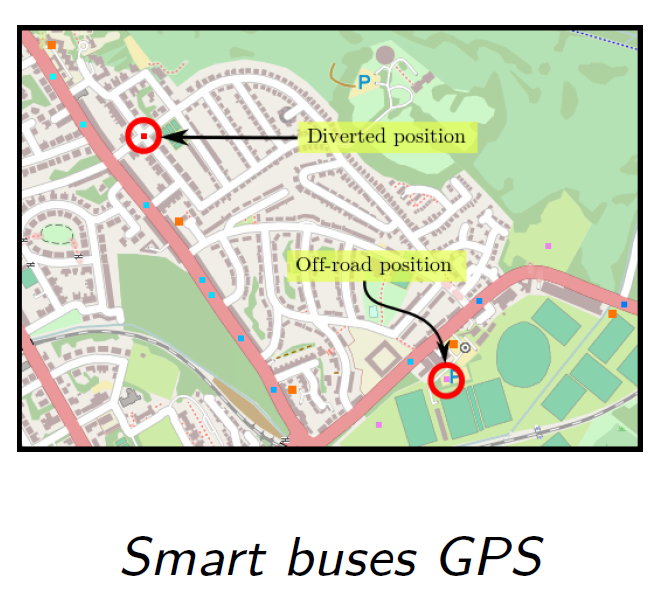 P
Diverted position
Off-road position
P
Smart buses GPS